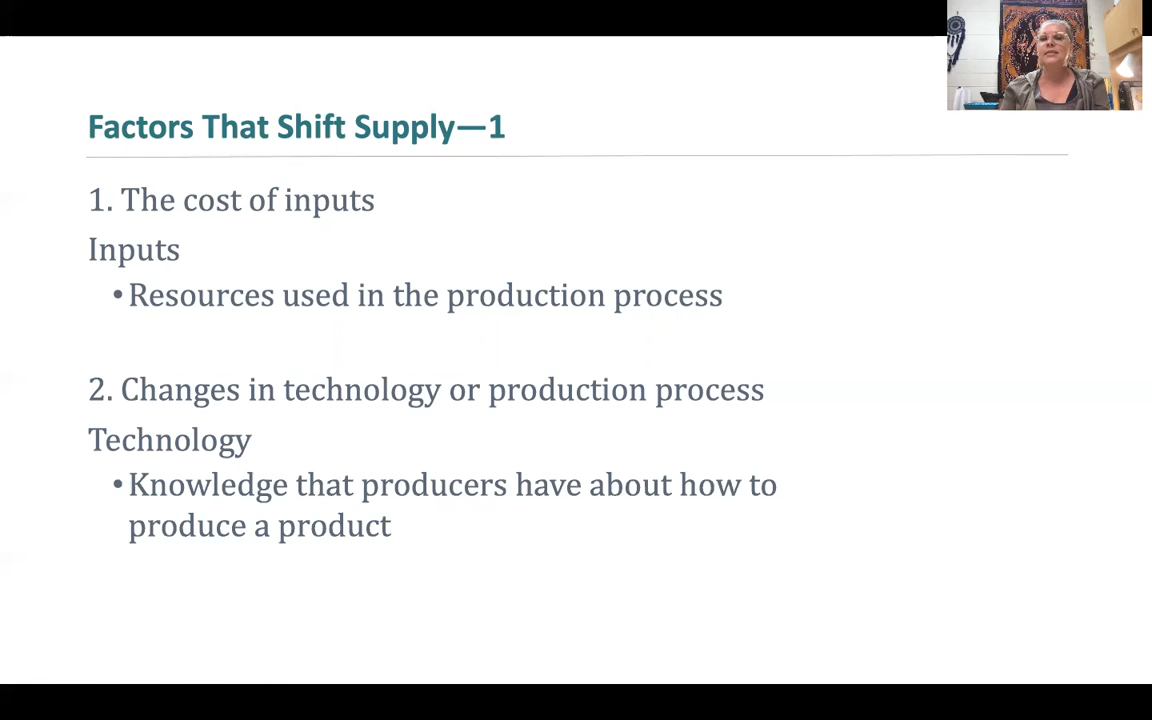 Factors That Shift Supply—1
1. The cost of inputs
Inputs
•Resources used in the production process
2. Changes in technology or production process
Technology
•Knowledge that producers have about how to
produce a product